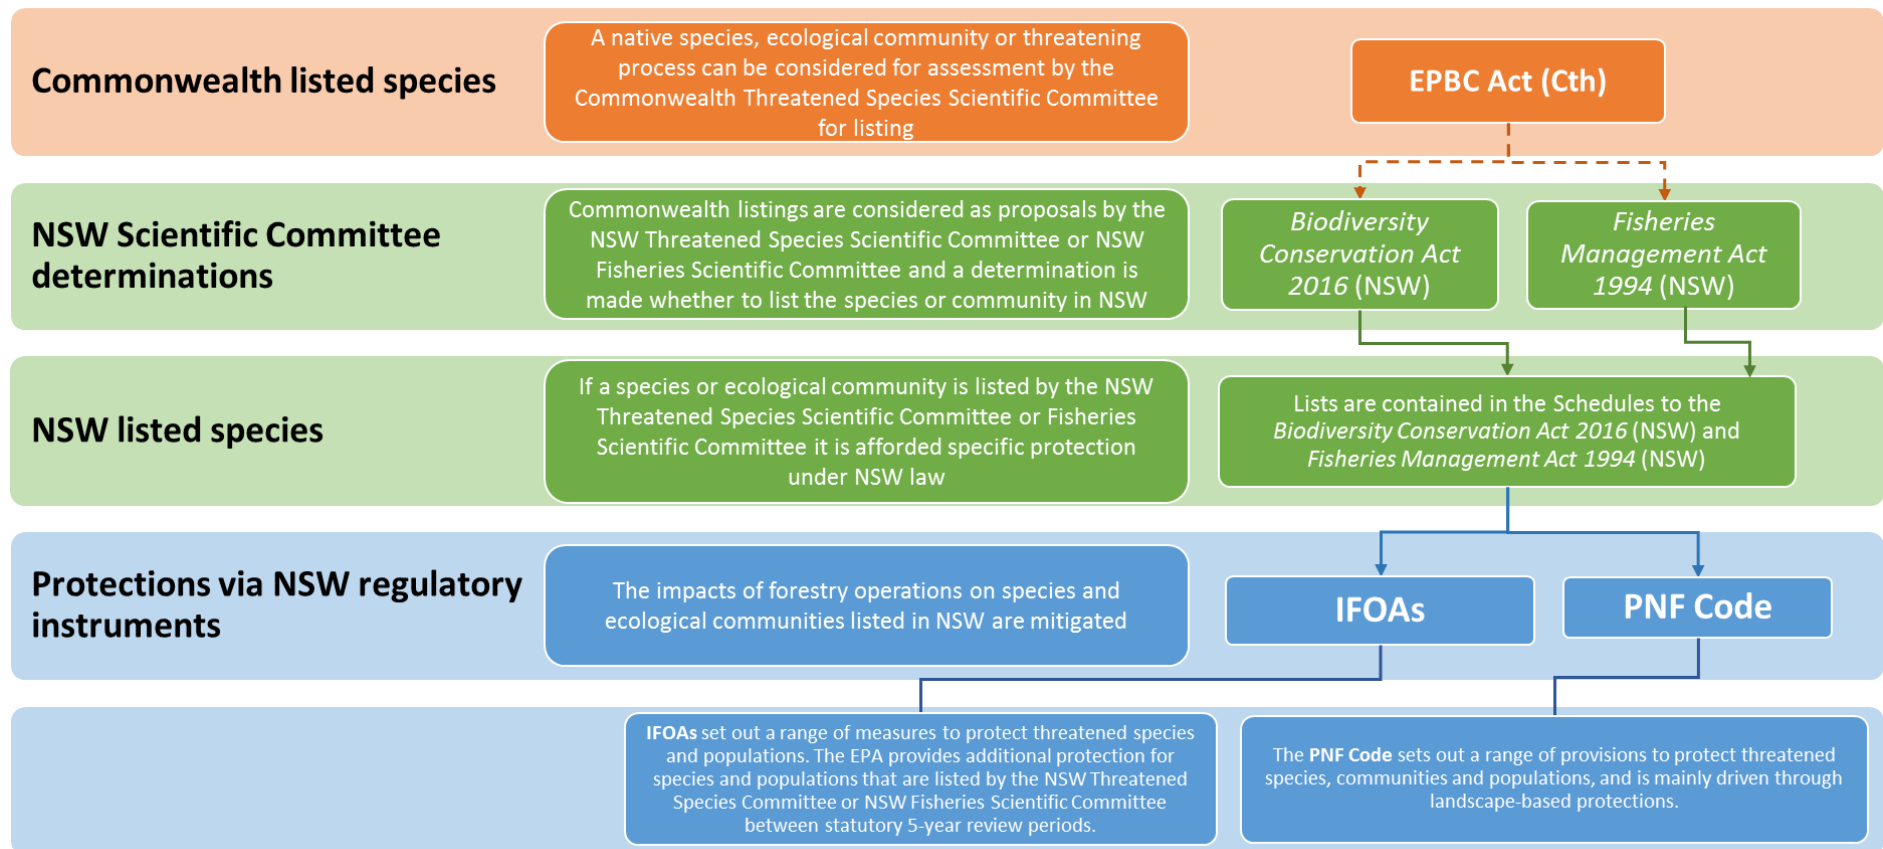 Commonwealth listed species
A native species, ecological community or threatening
process can be considered for assessment by the
Commonwealth Threatened Species Scientific Committee
for listing
EPBC Act (Cth)
NSW Scientific Committee
determinations
Commonwealth listings are considered as proposals by the
NSW Threatened Species Scientific Committee or NSW
Fisheries Scientific Committee and a determination is
made whether to list the species or community in NSW
Biodiversity
Conservation Act
2016 (NSW)
Fisheries
Management Act
1994 (NSW)
NSW listed species
If a species or ecological community is listed by the NSW
Threatened Species Scientific Committee or Fisheries
Scientific Committee it is afforded specific protection
under NSW law
Lists are contained in the Schedules to the
Biodiversity Conservation Act 2016 (NSW) and
Fisheries Management Act 1994 (NSW)
Protections via NSW regulatory
instruments
The impacts of forestry operations on species and
ecological communities listed in NSW are mitigated
IFOAs
PNF Code
IFOAs set out a range of measures to protect threatened species
and populations. The EPA provides additional protection for
species and populations that are listed by the NSW Threatened
Species Committee or NSW Fisheries Scientific Committee
between statutory 5-year review periods.
The PNF Code sets out a range of provisions to protect threatened
species, communities and populations, and is mainly driven through
landscape-based protections.